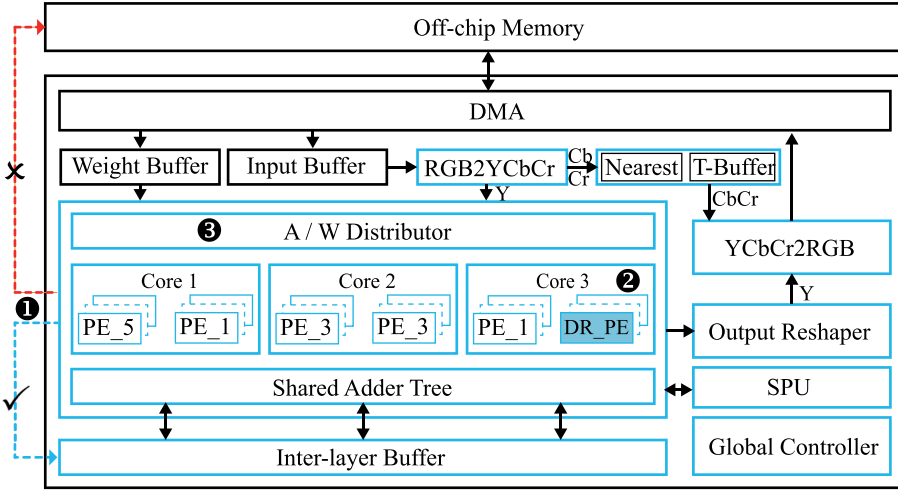 Off-chip Memory
DMA
Weight Buffer
Input Buffer
RGB2YCbCr
Cb
Cr
Nearest
T-Buffer
Y
CbCr
❸
A / W Distributor
YCbCr2RGB
Core 1
Core 2
Core 3
❷
❶
PE_5
PE_1
PE_3
PE_3
PE_1
DR_PE
Y
Output Reshaper
Shared Adder Tree
SPU
Global Controller
Inter-layer Buffer